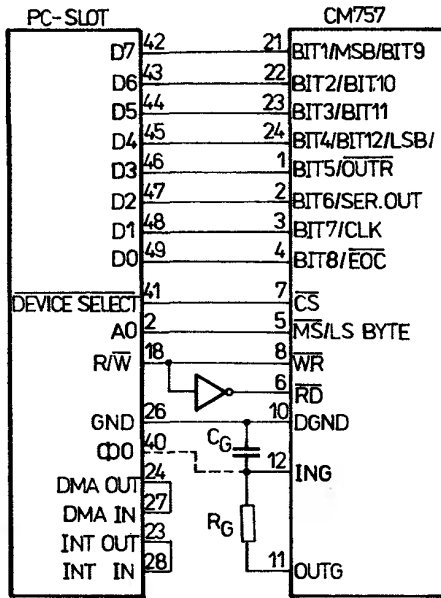 PC-SLOT CM757
D7 42 21 BIT1/MSB/BIT9
D6 43 22 BIT2/BIT.10
D5 44 23 BIT3/BIT11
D4 45 24 BIT4/BIT12/LSB/
D3 46 1 BIT5/OUTR
D2 47 2 BIT6/SER.OUT
D1 48 3 BIT7/CLK
D0 49 4 BIT8/EOC
DEVICE SELECT 41 7 CS
A0 2 5 MS/LS BYTE
R/W 18 8 WR
6 RD
GND 26 10 DGND
Φ0 40 CG 12 ING
DMA OUT 24
DMA IN 27
INT OUT 23 RG
INT IN 28 11 OUTG